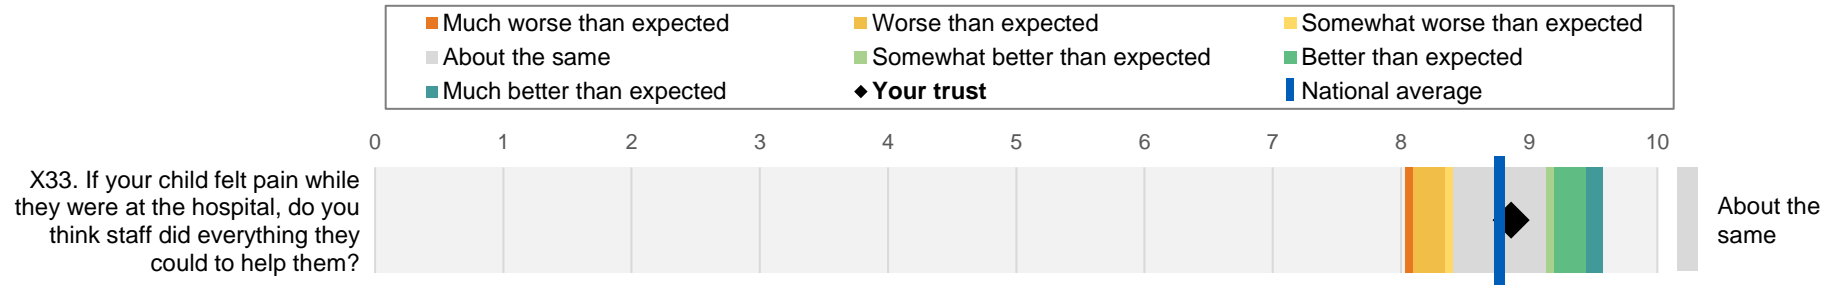 Much worse than expected
Worse than expected
Somewhat worse than expected
About the same
Somewhat better than expected
Better than expected
Much better than expected
Your trust
National average
0 1 2 3 4 5 6 7 8 9 10
X33. If your child felt pain while
they were at the hospital, do you
think staff did everything they
could to help them?
About the
same